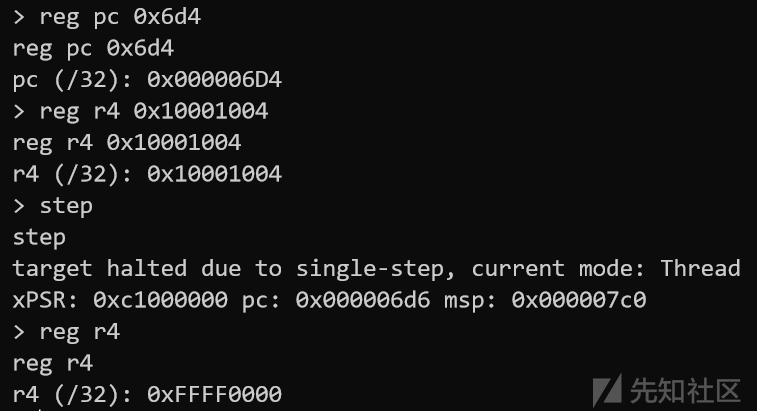 > reg pc 0x6d4
reg pc 0x6d4
pc (/32): 0x000006D4
> reg r4 0x10001004
reg r4 0x10001004
r4 (/32): 0x10001004
> step
step
target halted due to single-step, current mode: Thread
xPSR: 0xc1000000 pc: 0x000006d6 msp: 0x000007c0
> reg r4
reg r4
r4 (/32): 0xFFFF0000
先知社区